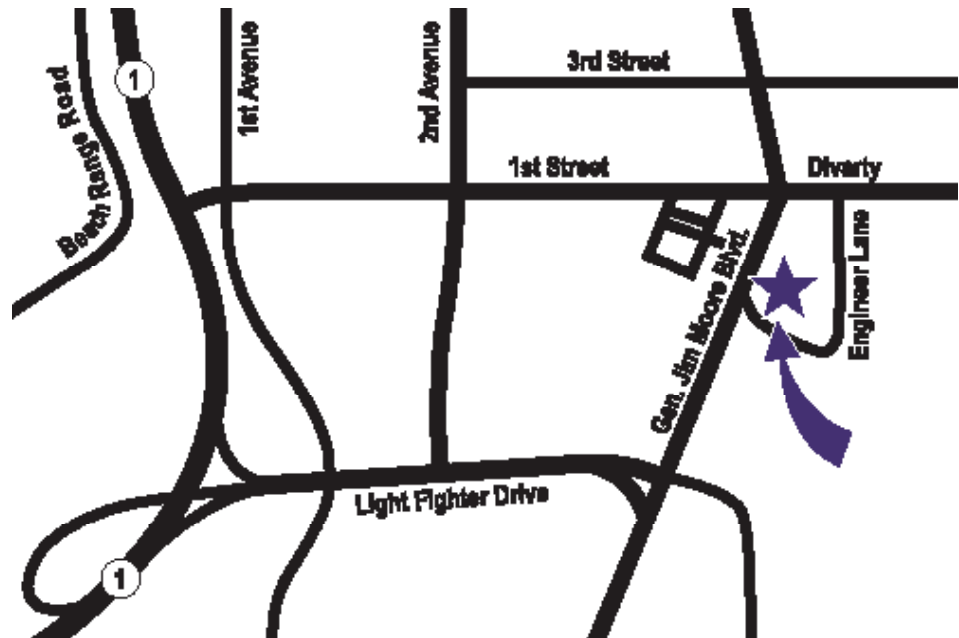 3rd Street
1
1st Avenue
2nd Avenue
Beach Range Road
1st Street
Divarty
Gen. Jim Moore Blvd.
Engineer Lane
Light Fighter Drive
1